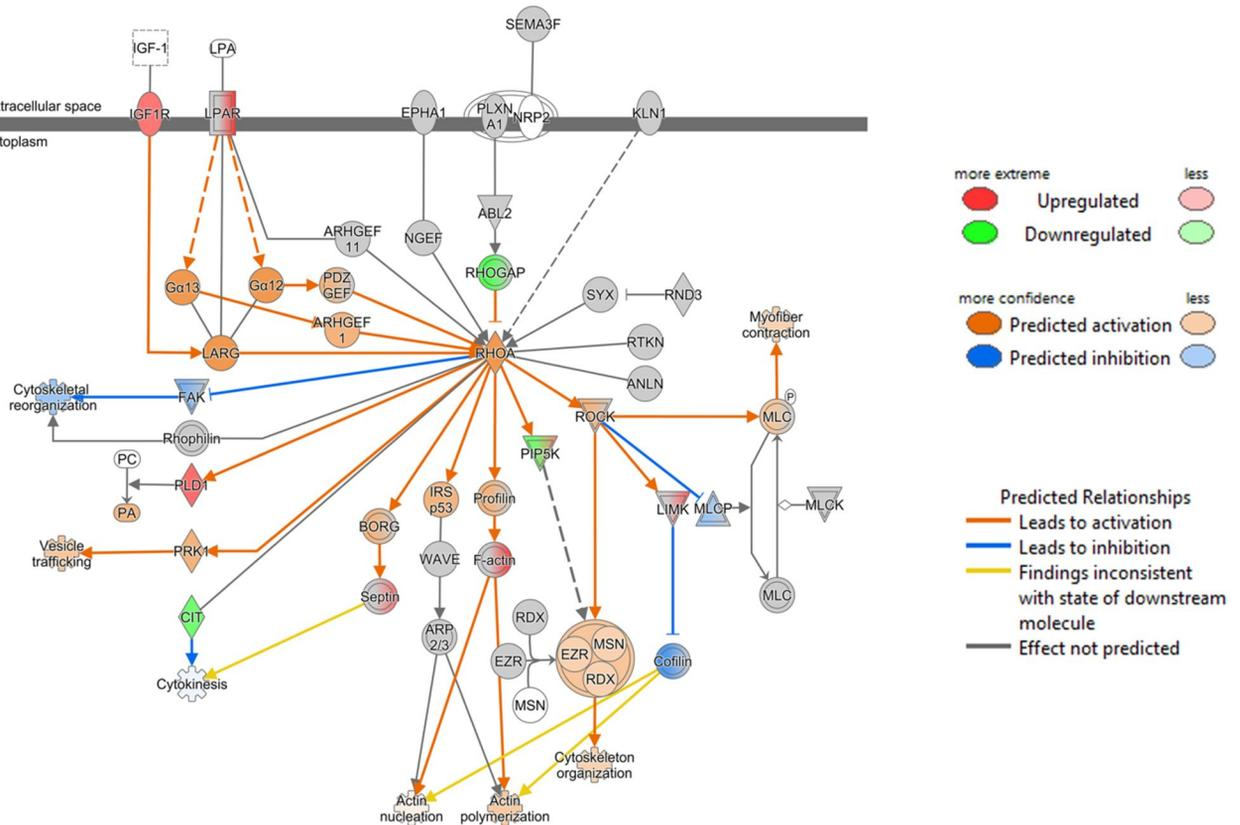 SEMA3F
IGF-1
LPA
tracellular space
IGF1R
LPAR
EPHA1
PLXN
A1
NRP2
KLN1
toplasm
ABL2
ARHGEF
11
NGEF
RHOGAP
Gα13
Gα12
PDZ
GEF
SYX
RND3
ARHGEF
1
LARG
RHOA
RTKN
ANLN
Myofiber
contraction
Cytoskeletal
reorganization
FAK
ROCK
P
MLC
Rhophilin
PIP5K
PC
PLD1
PA
IRS
p53
Profilin
LIMK
MLCP
MLCK
BORG
Vesicle
trafficking
PRK1
WAVE
F-actin
Septin
MLC
CIT
RDX
ARP
2/3
EZR
EZR
MSN
RDX
Cofilin
Cytokinesis
MSN
Cytoskeleton
organization
Actin
nucleation
Actin
polymerization
more extreme
less
Upregulated
Downregulated
more confidence
less
Predicted activation
Predicted inhibition
Predicted Relationships
Leads to activation
Leads to inhibition
Findings inconsistent
with state of downstream
molecule
Effect not predicted